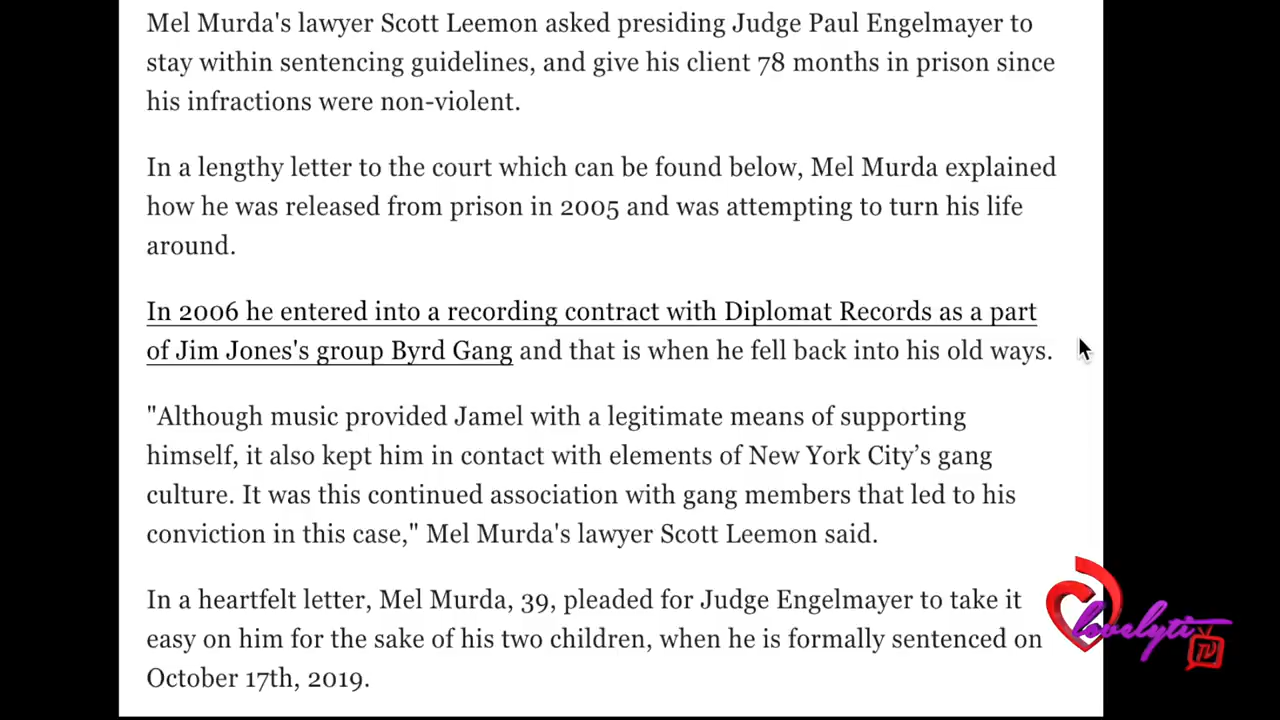 Mel Murda's lawyer Scott Leemon asked presiding Judge Paul Engelmayer to
stay within sentencing guidelines, and give his client 78 months in prison since
his infractions were non-violent.
In a lengthy letter to the court which can be found below, Mel Murda explained
how he was released from prison in 2005 and was attempting to turn his life
around.
In 2006 he entered into a recording contract with Diplomat Records as a part
of Jim Jones's group Byrd Gang and that is when he fell back into his old ways.
"Although music provided Jamel with a legitimate means of supporting
himself, it also kept him in contact with elements of New York City’s gang
culture. It was this continued association with gang members that led to his
conviction in this case," Mel Murda's lawyer Scott Leemon said.
In a heartfelt letter, Mel Murda, 39, pleaded for Judge Engelmayer to take it
easy on him for the sake of his two children, when he is formally sentenced on
October 17th, 2019.
lovelyti
TV